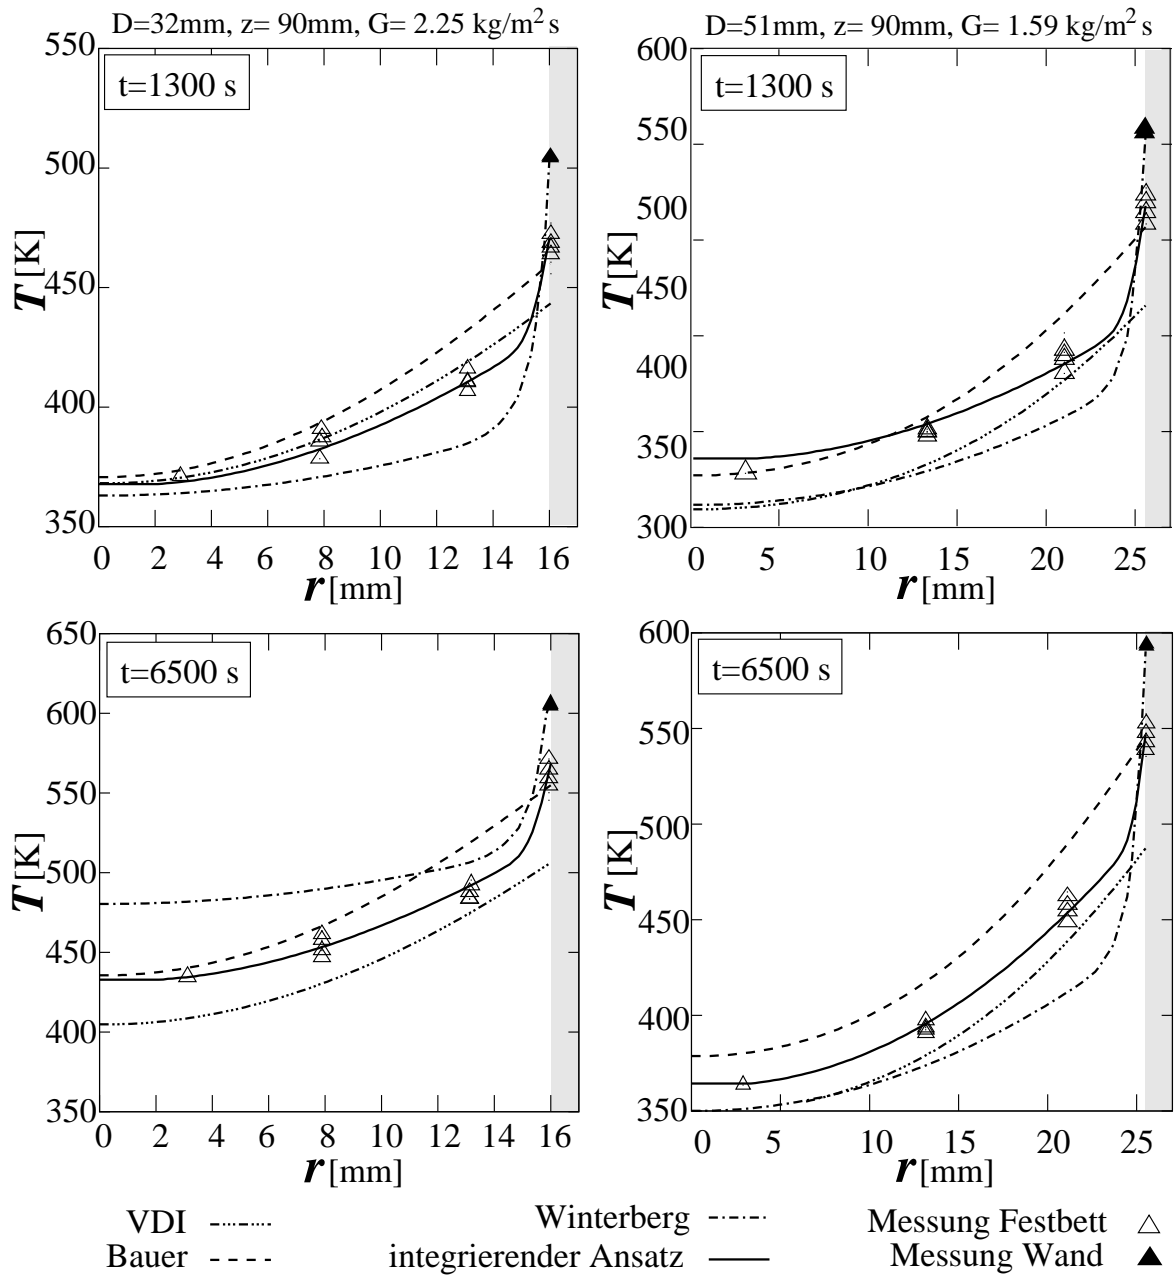 D=32mm, z= 90mm, G= 2.25 kg/m² s
550
500
450
400
350
T [K]
t=1300 s
0 2 4 6 8 10 12 14 16
r [mm]
D=51mm, z= 90mm, G= 1.59 kg/m² s
600
550
500
450
400
350
300
T [K]
t=1300 s
0 5 10 15 20 25
r [mm]
650
600
550
500
450
400
350
T [K]
t=6500 s
0 2 4 6 8 10 12 14 16
r [mm]
600
550
500
450
400
350
T [K]
t=6500 s
0 5 10 15 20 25
r [mm]
VDI
Bauer
Winterberg
integrierender Ansatz
Messung Festbett
Messung Wand